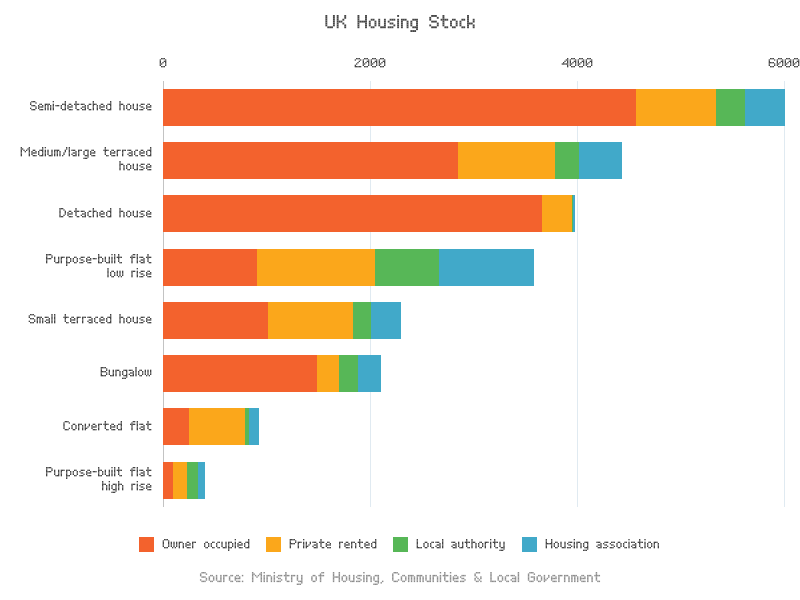 UK Housing Stock
0 2000 4000 6000
Semi-detached house
Medium/large terraced
house
Detached house
Purpose-built flat
low rise
Small terraced house
Bungalow
Converted flat
Purpose-built flat
high rise
Owner occupied Private rented Local authority Housing association
Source: Ministry of Housing, Communities & Local Government